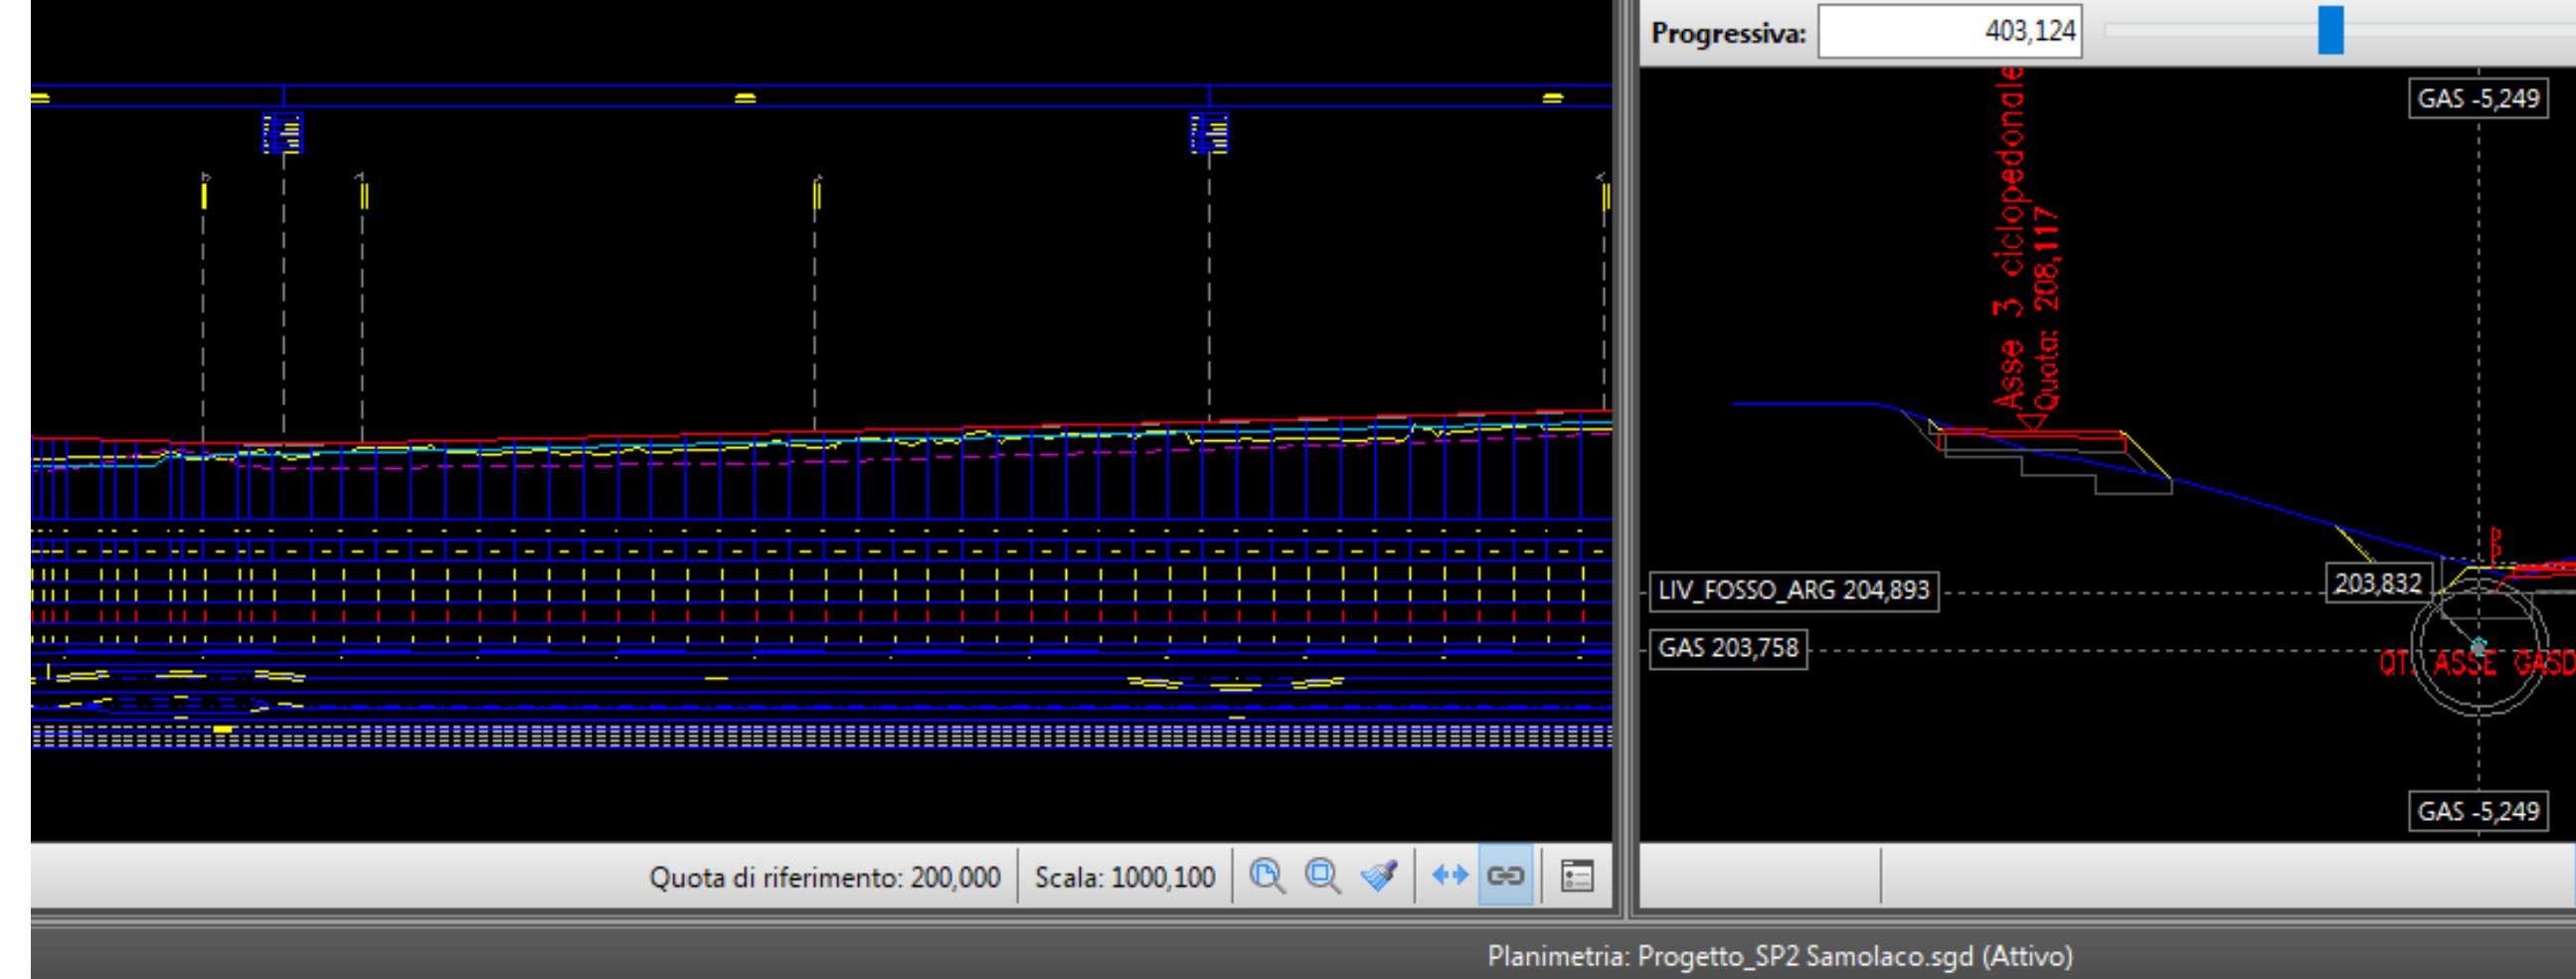 Progressiva: 403,124
GAS -5,249
Asse 3 ciclopedonale
Quota: 208,117
LIV_FOSSO_ARG 204,893
203,832
GAS 203,758
QT. ASSE GASD
GAS -5,249
Quota di riferimento: 200,000
Scala: 1000,100
Planimetria: Progetto_SP2 Samolaco.sgd (Attivo)